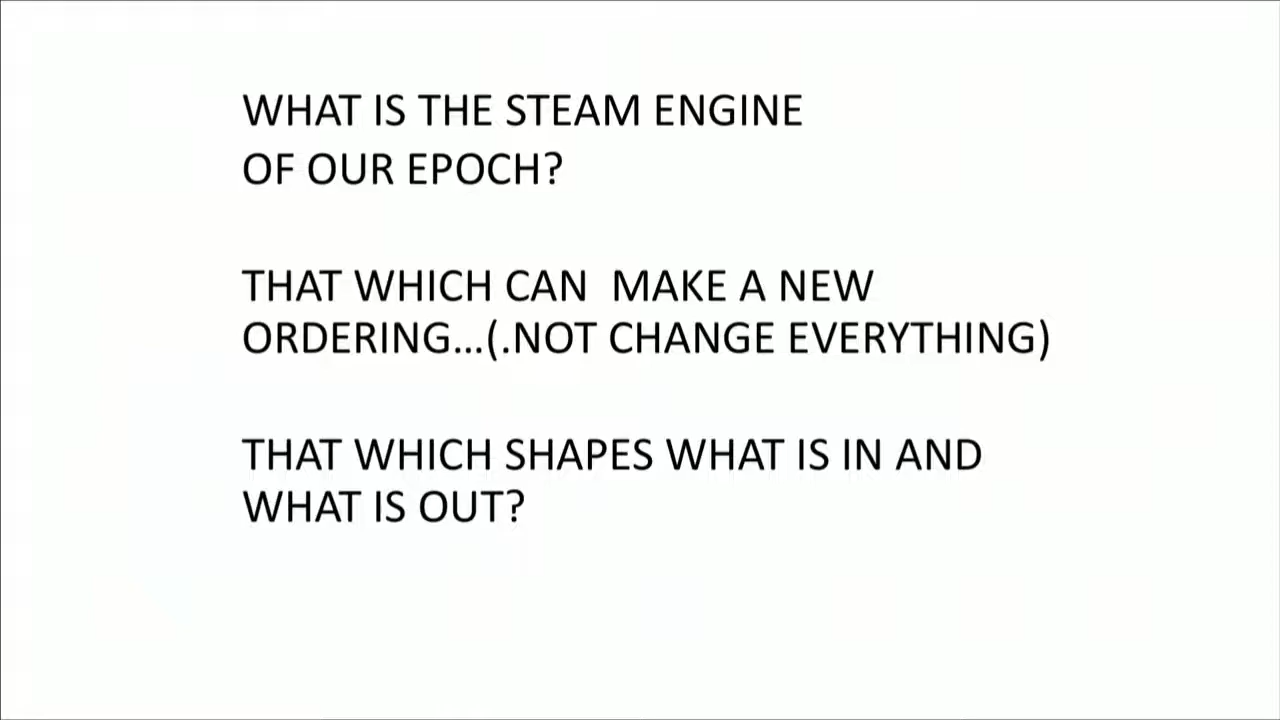 WHAT IS THE STEAM ENGINE
OF OUR EPOCH?
THAT WHICH CAN  MAKE A NEW
ORDERING...(.NOT CHANGE EVERYTHING)
THAT WHICH SHAPES WHAT IS IN AND
WHAT IS OUT?